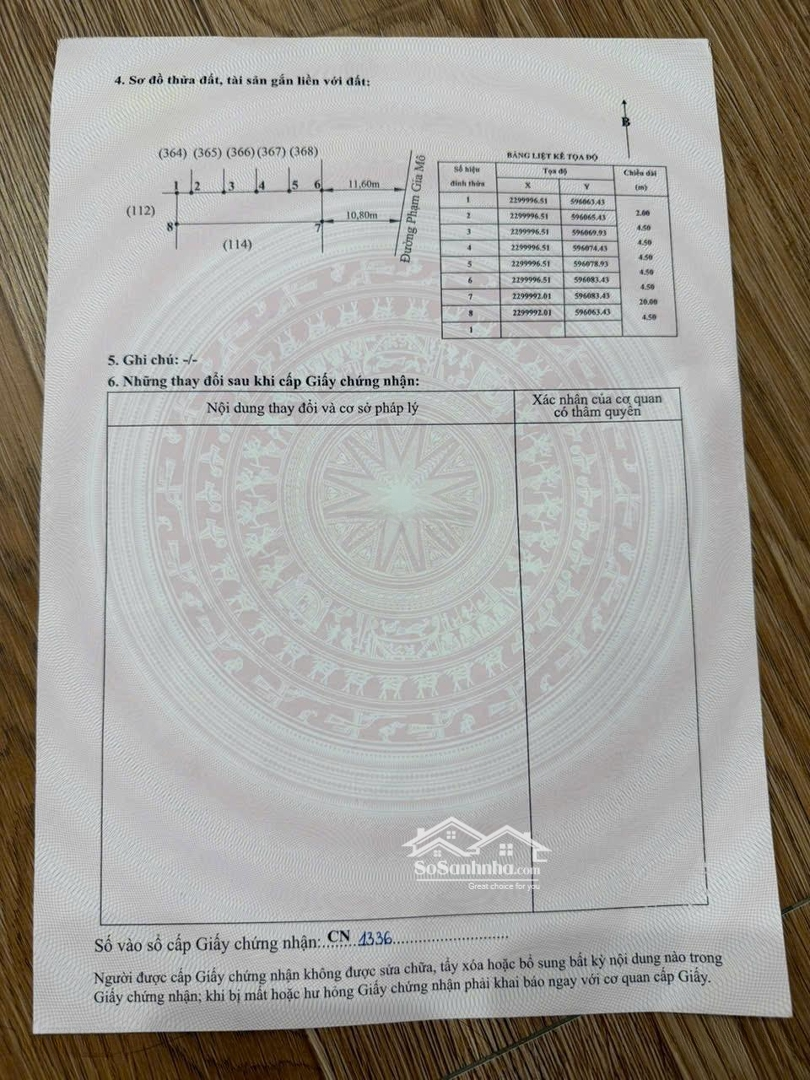 4. Sơ đồ thửa đất, tài sản gắn liền với đất:
B
(364) (365) (366) (367) (368)
1 2 3 4 5 6 11,60m
(112)
8 7 10,80m
(114)
Đường Phạm Gia Mô
BẢNG LIỆT KÊ TỌA ĐỘ
Số hiệu đỉnh thửa Tọa độ Chiều dài (m)
X Y
1 2299996.51 596063.43
2.00
2 2299996.51 596065.43
4.50
3 2299996.51 596069.93
4.50
4 2299996.51 596074.43
4.50
5 2299996.51 596078.93
4.50
6 2299996.51 596083.43
4.50
7 2299992.01 596083.43
20.00
8 2299992.01 596063.43
4.50
1
5. Ghi chú: -/-
6. Những thay đổi sau khi cấp Giấy chứng nhận:
Nội dung thay đổi và cơ sở pháp lý
Xác nhận của cơ quan
có thẩm quyền
SoSanhnha.com
Great choice for you
Số vào sổ cấp Giấy chứng nhận:.......CN 1336..............................
Người được cấp Giấy chứng nhận không được sửa chữa, tẩy xóa hoặc bổ sung bất kỳ nội dung nào trong
Giấy chứng nhận; khi bị mất hoặc hư hỏng Giấy chứng nhận phải khai báo ngay với cơ quan cấp Giấy.